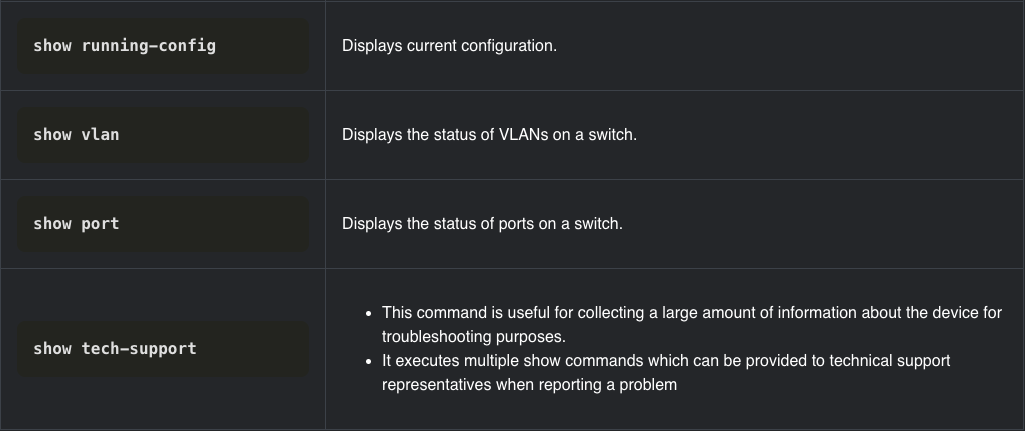 show running-config
Displays current configuration.
show vlan
Displays the status of VLANs on a switch.
show port
Displays the status of ports on a switch.
show tech-support
• This command is useful for collecting a large amount of information about the device for
troubleshooting purposes.
• It executes multiple show commands which can be provided to technical support
representatives when reporting a problem